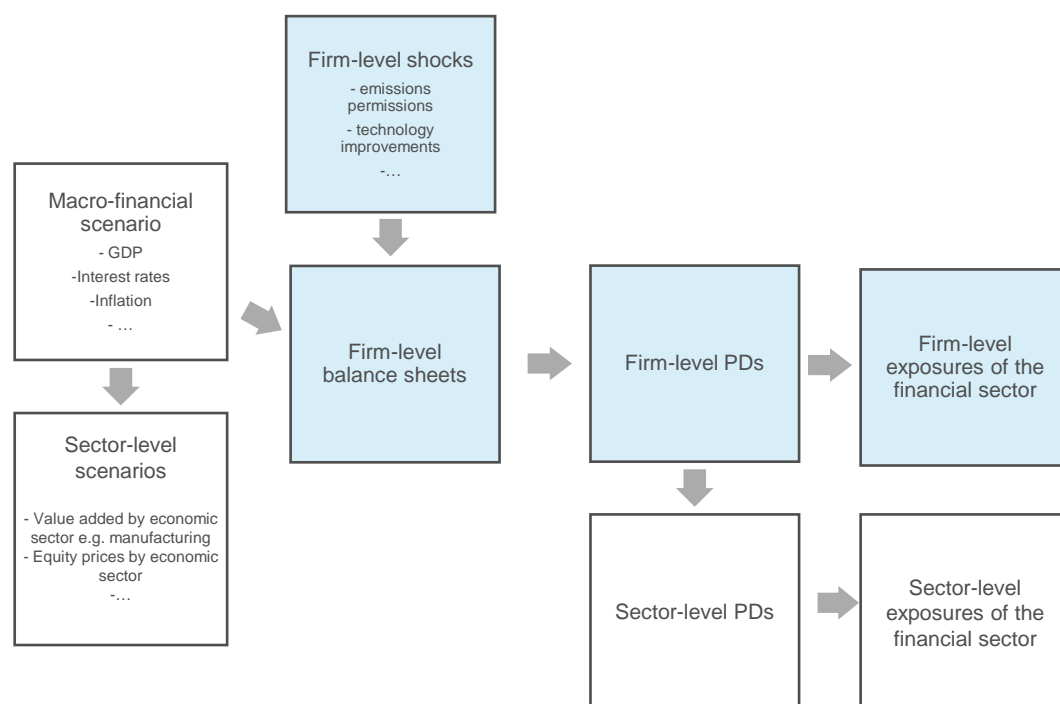 Firm-level shocks
- emissions
permissions
- technology
improvements
-...
Macro-financial
scenario
- GDP
-Interest rates
-Inflation
- ...
Firm-level
balance sheets
Firm-level PDs
Firm-level
exposures of the
financial sector
Sector-level
scenarios
- Value added by economic
sector e.g. manufacturing
- Equity prices by economic
sector
-...
Sector-level PDs
Sector-level
exposures of the
financial sector